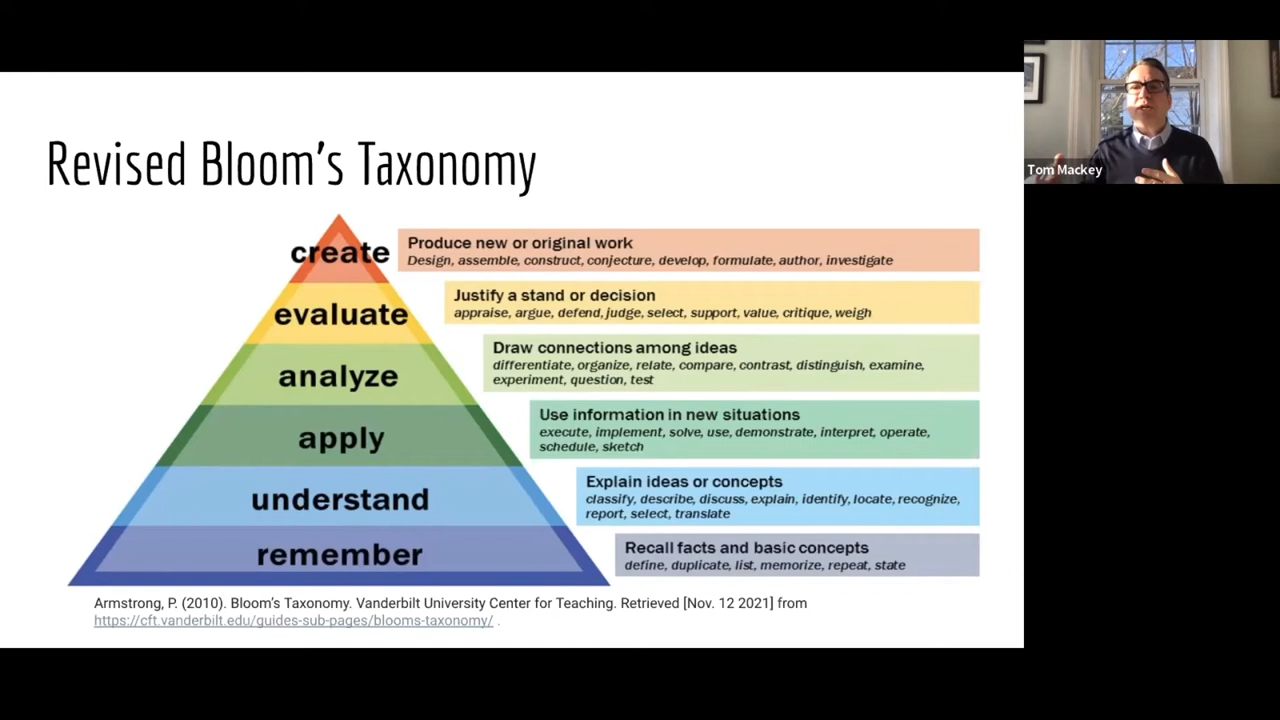 Revised Bloom's Taxonomy
create
Produce new or original work
Design, assemble, construct, conjecture, develop, formulate, author, investigate
evaluate
Justify a stand or decision
appraise, argue, defend, judge, select, support, value, critique, weigh
analyze
Draw connections among ideas
differentiate, organize, relate, compare, contrast, distinguish, examine,
experiment, question, test
apply
Use information in new situations
execute, implement, solve, use, demonstrate, interpret, operate,
schedule, sketch
understand
Explain ideas or concepts
classify, describe, discuss, explain, identify, locate, recognize,
report, select, translate
remember
Recall facts and basic concepts
define, duplicate, list, memorize, repeat, state
Armstrong, P. (2010). Bloom's Taxonomy. Vanderbilt University Center for Teaching. Retrieved [Nov. 12 2021] from
https://cft.vanderbilt.edu/guides-sub-pages/blooms-taxonomy/ .
Tom Mackey